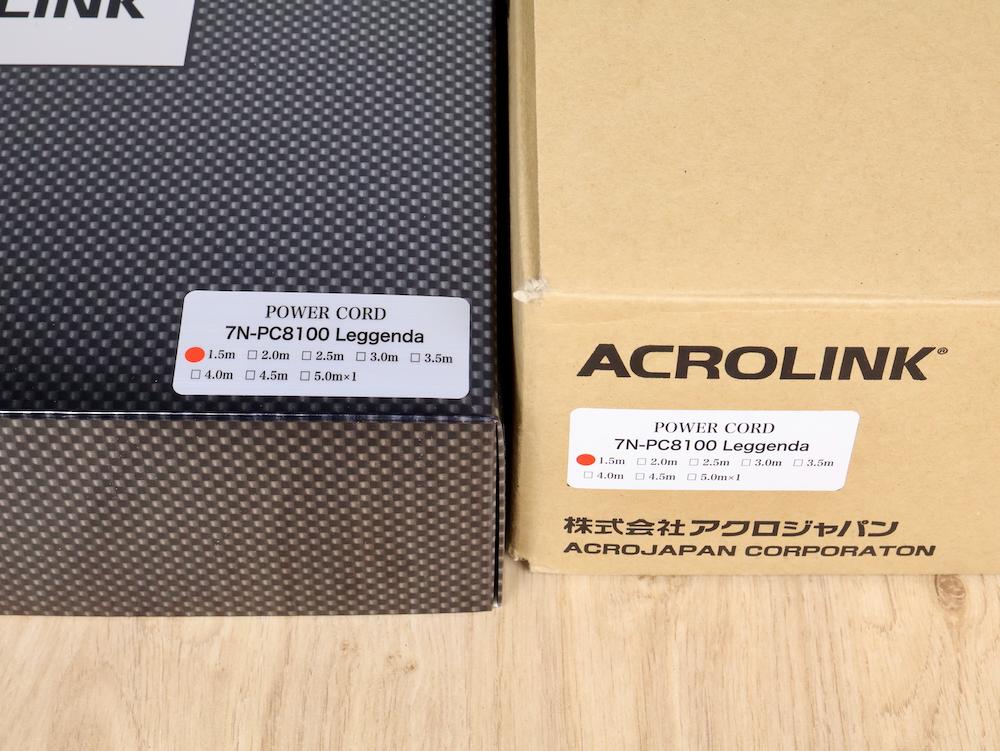 LINK
POWER CORD
7N-PC8100 Leggenda
1.5m □ 2.0m □ 2.5m □ 3.0m □ 3.5m
□ 4.0m □ 4.5m □ 5.0m×1
ACROLINK®
POWER CORD
7N-PC8100 Leggenda
1.5m □ 2.0m □ 2.5m □ 3.0m □ 3.5m
□ 4.0m □ 4.5m □ 5.0m×1
株式会社アクロジャパン
ACROJAPAN CORPORATON